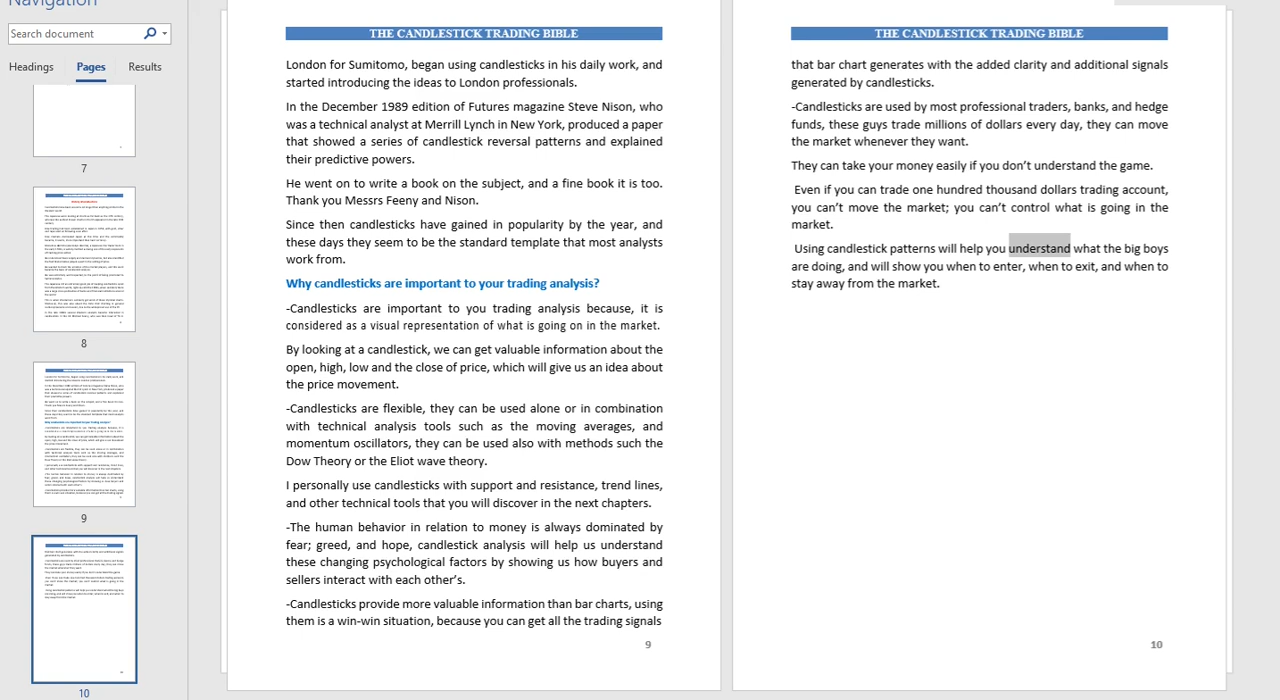 Navigation
Search document
Headings Pages Results
7
8
9
10
THE CANDLESTICK TRADING BIBLE
London for Sumitomo, began using candlesticks in his daily work, and
started introducing the ideas to London professionals.
In the December 1989 edition of Futures magazine Steve Nison, who
was a technical analyst at Merrill Lynch in New York, produced a paper
that showed a series of candlestick reversal patterns and explained
their predictive powers.
He went on to write a book on the subject, and a fine book it is too.
Thank you Messrs Feeny and Nison.
Since then candlesticks have gained in popularity by the year, and
these days they seem to be the standard template that most analysts
work from.
Why candlesticks are important to your trading analysis?
-Candlesticks are important to you trading analysis because, it is
considered as a visual representation of what is going on in the market.
By looking at a candlestick, we can get valuable information about the
open, high, low and the close of price, which will give us an idea about
the price movement.
-Candlesticks are flexible, they can be used alone or in combination
with technical analysis tools such as the moving averages, and
momentum oscillators, they can be used also with methods such the
Dow Theory or the Eliot wave theory.
I personally use candlesticks with support and resistance, trend lines,
and other technical tools that you will discover in the next chapters.
-The human behavior in relation to money is always dominated by
fear; greed, and hope, candlestick analysis will help us understand
these changing psychological factors by showing us how buyers and
sellers interact with each other's.
-Candlesticks provide more valuable information than bar charts, using
them is a win-win situation, because you can get all the trading signals
9
THE CANDLESTICK TRADING BIBLE
that bar chart generates with the added clarity and additional signals
generated by candlesticks.
-Candlesticks are used by most professional traders, banks, and hedge
funds, these guys trade millions of dollars every day, they can move
the market whenever they want.
They can take your money easily if you don't understand the game.
Even if you can trade one hundred thousand dollars trading account,
you can't move the market; you can't control what is going in the
market.
Using candlestick patterns will help you understand what the big boys
are doing, and will show you when to enter, when to exit, and when to
stay away from the market.
10